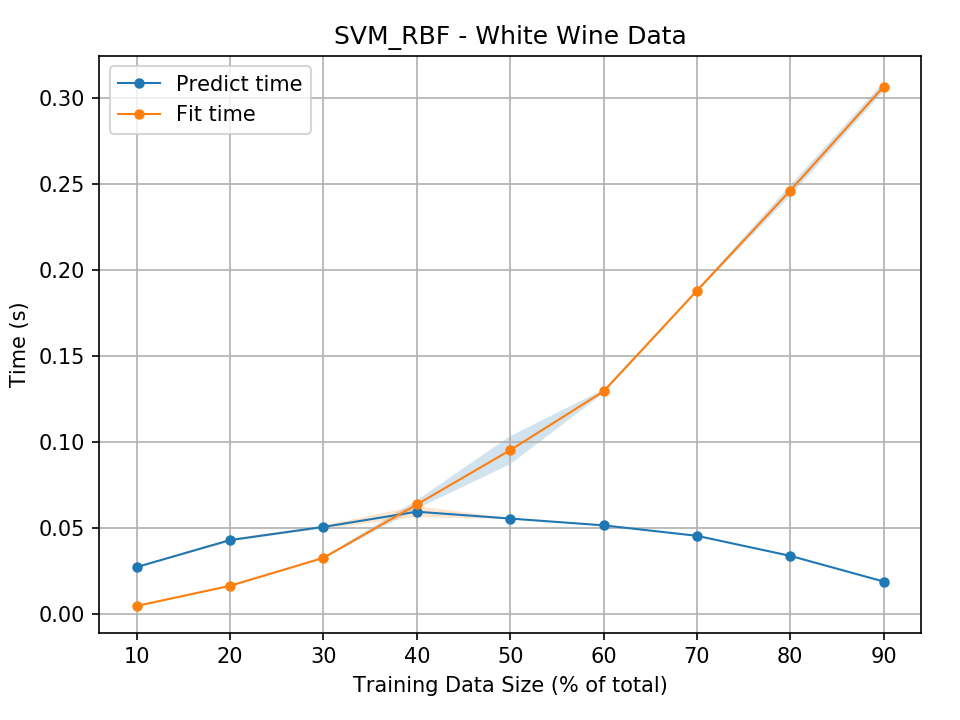 SVM_RBF - White Wine Data
Predict time
Fit time
0.30
0.25
0.20
0.15
0.10
0.05
0.00
Time (s)
10 20 30 40 50 60 70 80 90
Training Data Size (% of total)